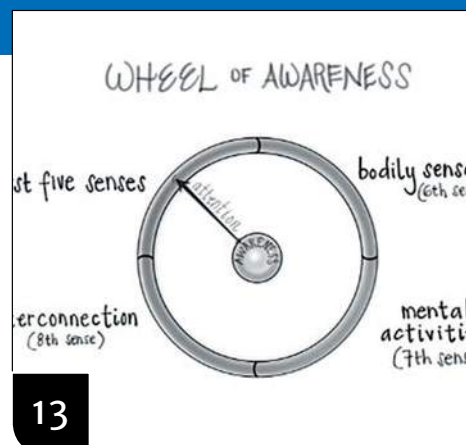 WHEEL OF AWARENESS
st five senses
bodily sens
(6th se
attention
AWARENESS
erconnection
(8th sense)
mental
activiti
(7th sens
13